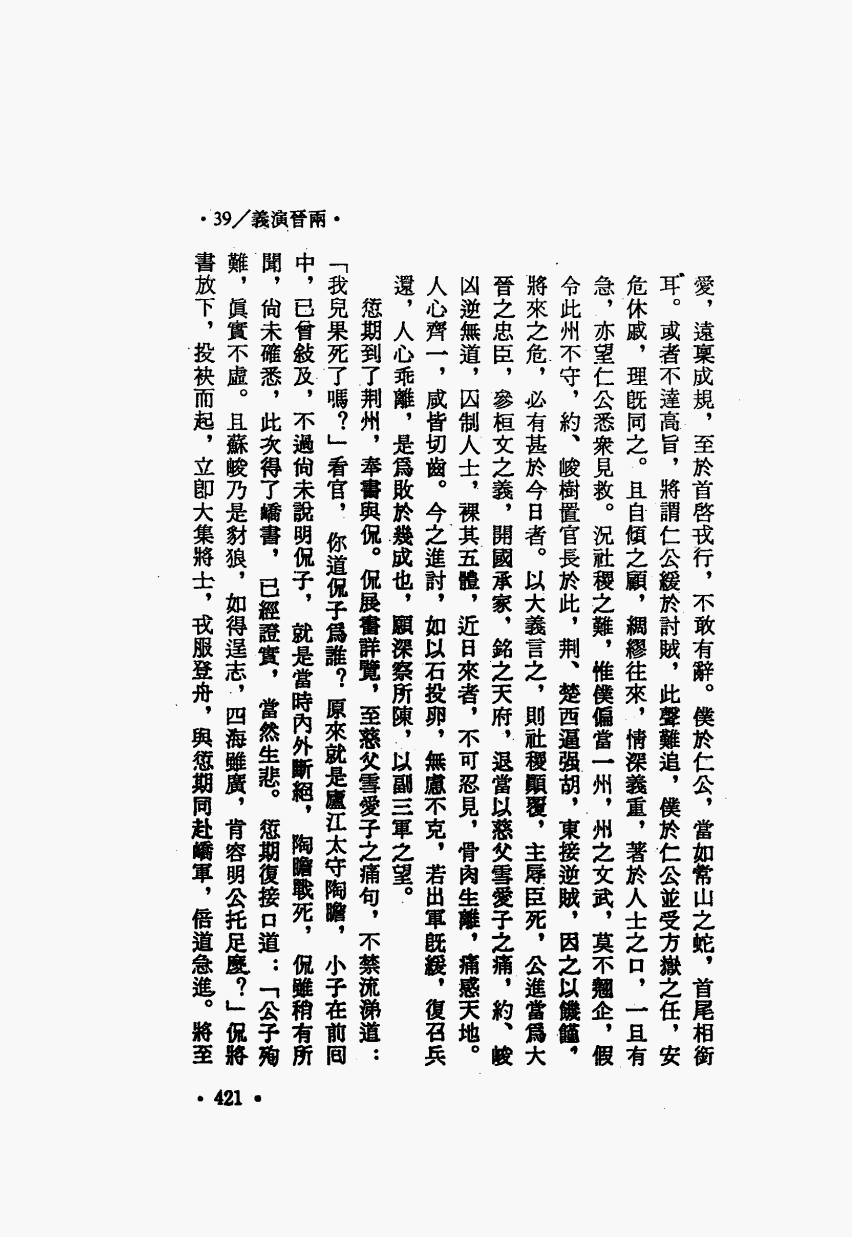 ·39／義演晉兩·
愛，遠稟成規，至於首啓戎行，不敢有辭。僕於仁公，當如常山之蛇，首尾相銜
耳。或者不達高旨，將謂仁公緩於討賊，此聲難追，僕於仁公並受方嶽之任，安
危休戚，理旣同之。且自傾之顧，綢繆往來，情深義重，著於人士之口，一旦有
急，亦望仁公悉衆見救。況社稷之難，惟僕偏當一州，州之文武，莫不翹企，假
令此州不守，約、峻樹置官長於此，荆、楚西逼强胡，東接逆賊，因之以饑饉，
將來之危，必有甚於今日者。以大義言之，則社稷顚覆，主辱臣死，公進當爲大
晉之忠臣，參桓文之義，開國承家，銘之天府，退當以慈父雪愛子之痛，約、峻
凶逆無道，囚制人士，裸其五體，近日來者，不可忍見，骨肉生離，痛感天地。
人心齊一，咸皆切齒。今之進討，如以石投卵，無慮不克，若出軍旣緩，復召兵
還，人心乖離，是爲敗於幾成也，願深察所陳，以副三軍之望。
愆期到了荆州，奉書與侃。侃展書詳覽，至慈父雪愛子之痛句，不禁流涕道：
「我兒果死了嗎？」看官，你道侃子爲誰？原來就是廬江太守陶瞻，小子在前囘
中，已曾敍及，不過尙未說明侃子，就是當時內外斷絕，陶瞻戰死，侃雖稍有所
聞，尙未確悉，此次得了嶠書，已經證實，當然生悲。愆期復接口道：「公子殉
難，眞實不虛。且蘇峻乃是豺狼，如得逞志，四海雖廣，肯容明公托足麽？」侃將
書放下，投袂而起，立卽大集將士，戎服登舟，與愆期同赴嶠軍，倍道急進。將至
·421·